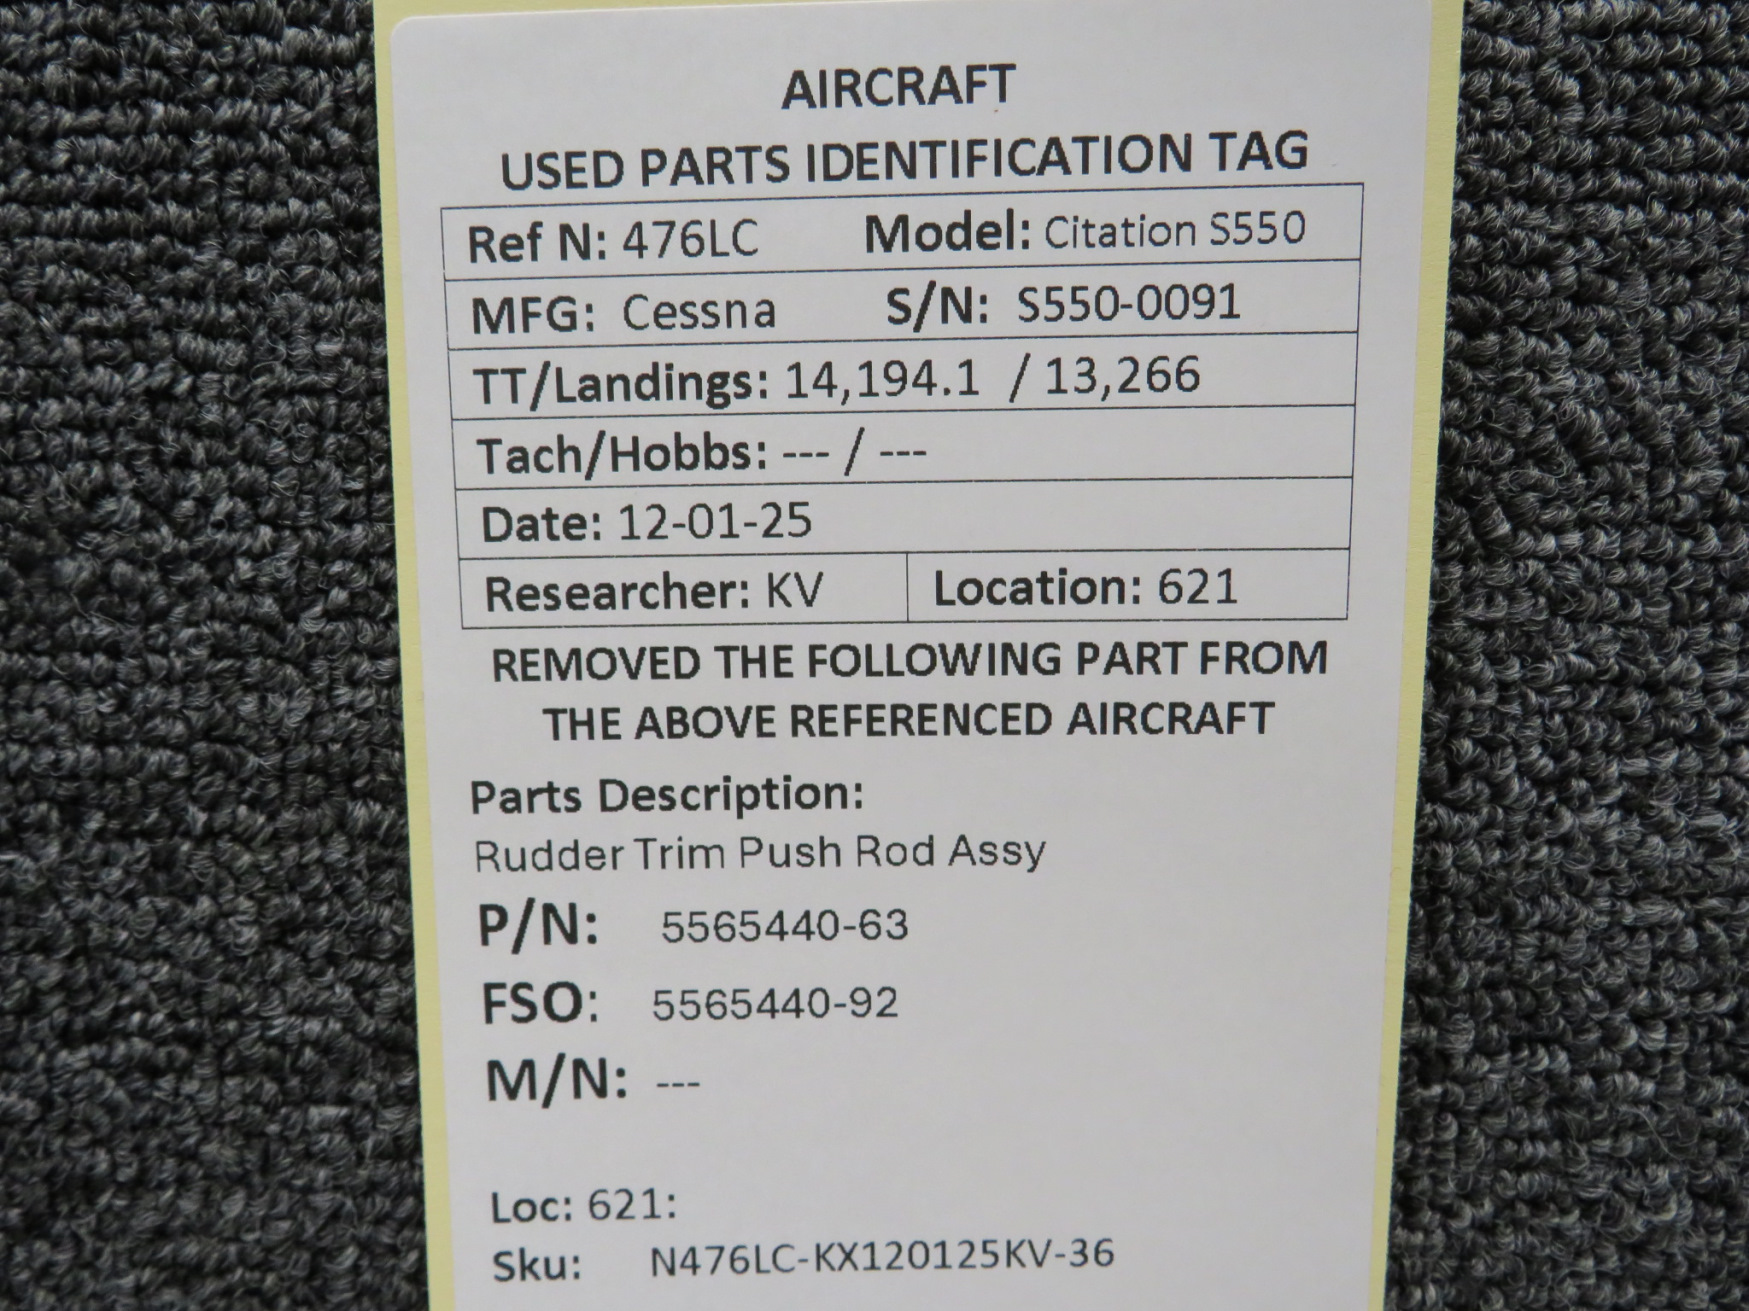 AIRCRAFT
USED PARTS IDENTIFICATION TAG
Ref N: 476LC Model: Citation S550
MFG: Cessna S/N: S550-0091
TT/Landings: 14,194.1 / 13,266
Tach/Hobbs: --- / ---
Date: 12-01-25
Researcher: KV Location: 621
REMOVED THE FOLLOWING PART FROM
THE ABOVE REFERENCED AIRCRAFT
Parts Description:
Rudder Trim Push Rod Assy
P/N: 5565440-63
FSO: 5565440-92
M/N: ---
Loc: 621:
Sku: N476LC-KX120125KV-36